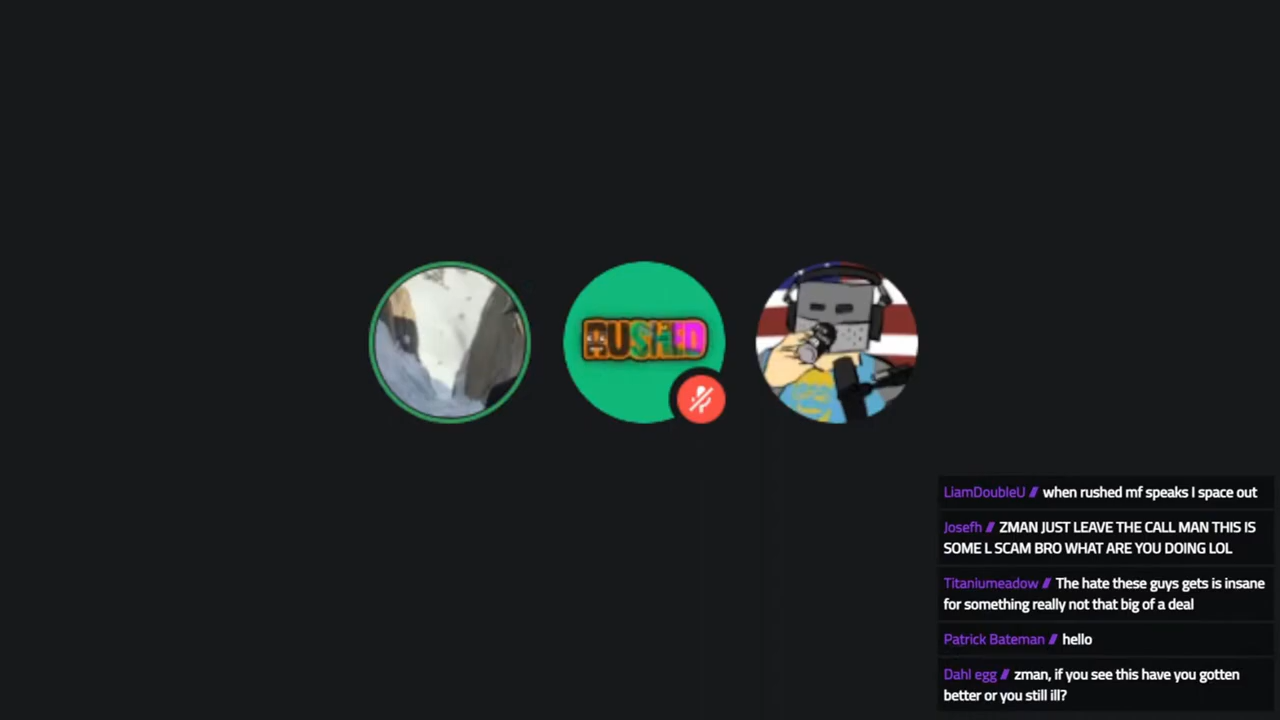 RUSHED
LiamDoubleU // when rushed mf speaks I space out
Josefh // ZMAN JUST LEAVE THE CALL MAN THIS IS
SOME L SCAM BRO WHAT ARE YOU DOING LOL
Titaniumeadow // The hate these guys gets is insane
for something really not that big of a deal
Patrick Bateman // hello
Dahl egg // zman, if you see this have you gotten
better or you still ill?